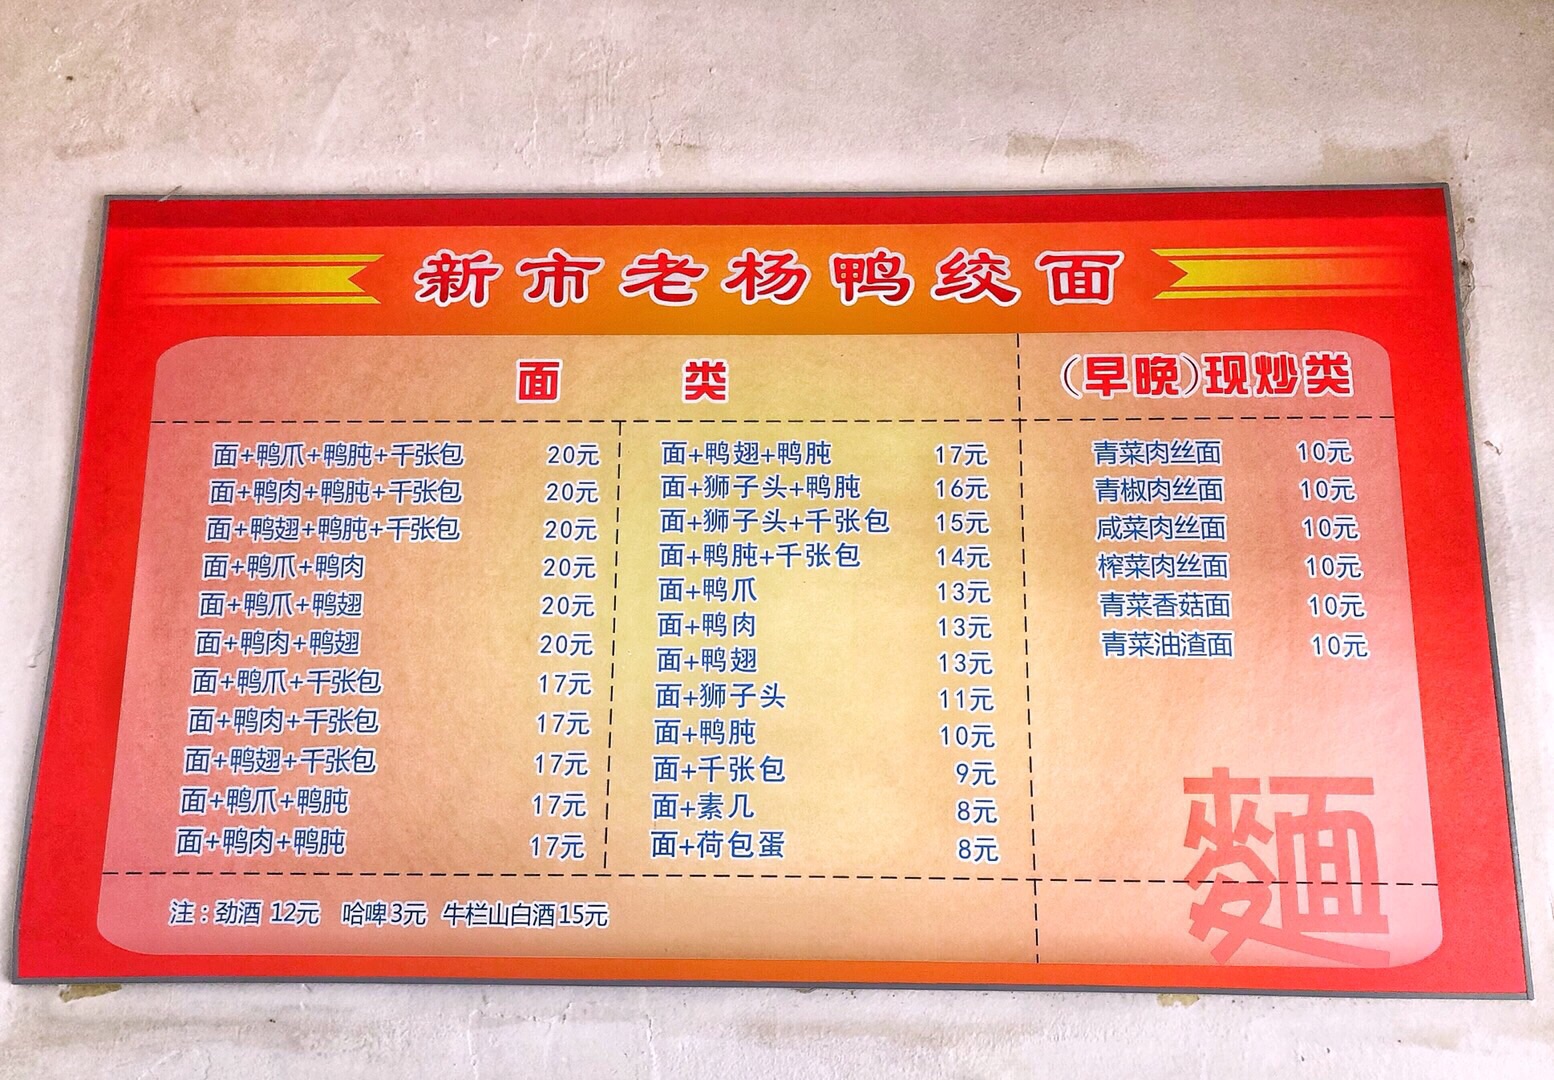 新市老杨鸭绞面
面 类
面+鸭爪+鸭肫+千张包 20元
面+鸭肉+鸭肫+千张包 20元
面+鸭翅+鸭肫+千张包 20元
面+鸭爪+鸭肉 20元
面+鸭爪+鸭翅 20元
面+鸭肉+鸭翅 20元
面+鸭爪+千张包 17元
面+鸭肉+千张包 17元
面+鸭翅+千张包 17元
面+鸭爪+鸭肫 17元
面+鸭肉+鸭肫 17元
面+鸭翅+鸭肫 17元
面+狮子头+鸭肫 16元
面+狮子头+千张包 15元
面+鸭肫+千张包 14元
面+鸭爪 13元
面+鸭肉 13元
面+鸭翅 13元
面+狮子头 11元
面+鸭肫 10元
面+千张包 9元
面+素几 8元
面+荷包蛋 8元
(早晚)现炒类
青菜肉丝面 10元
青椒肉丝面 10元
咸菜肉丝面 10元
榨菜肉丝面 10元
青菜香菇面 10元
青菜油渣面 10元
麵
注：劲酒 12元 哈啤3元 牛栏山白酒15元